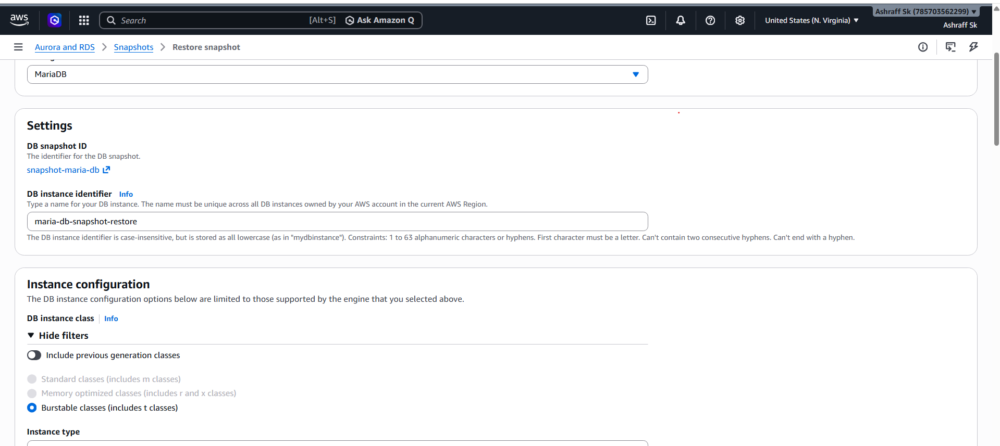 aws
Search [Alt+S] Ask Amazon Q
United States (N. Virginia) ▼
Ashraff Sk (785703562299) ▼
Ashraff Sk
Aurora and RDS > Snapshots > Restore snapshot
MariaDB
Settings
DB snapshot ID
The identifier for the DB snapshot.
snapshot-maria-db
DB instance identifier Info
Type a name for your DB instance. The name must be unique across all DB instances owned by your AWS account in the current AWS Region.
maria-db-snapshot-restore
The DB instance identifier is case-insensitive, but is stored as all lowercase (as in "mydbinstance"). Constraints: 1 to 63 alphanumeric characters or hyphens. First character must be a letter. Can't contain two consecutive hyphens. Can't end with a hyphen.
Instance configuration
The DB instance configuration options below are limited to those supported by the engine that you selected above.
DB instance class | Info
▼ Hide filters
Include previous generation classes
Standard classes (includes m classes)
Memory optimized classes (includes r and x classes)
Burstable classes (includes t classes)
Instance type